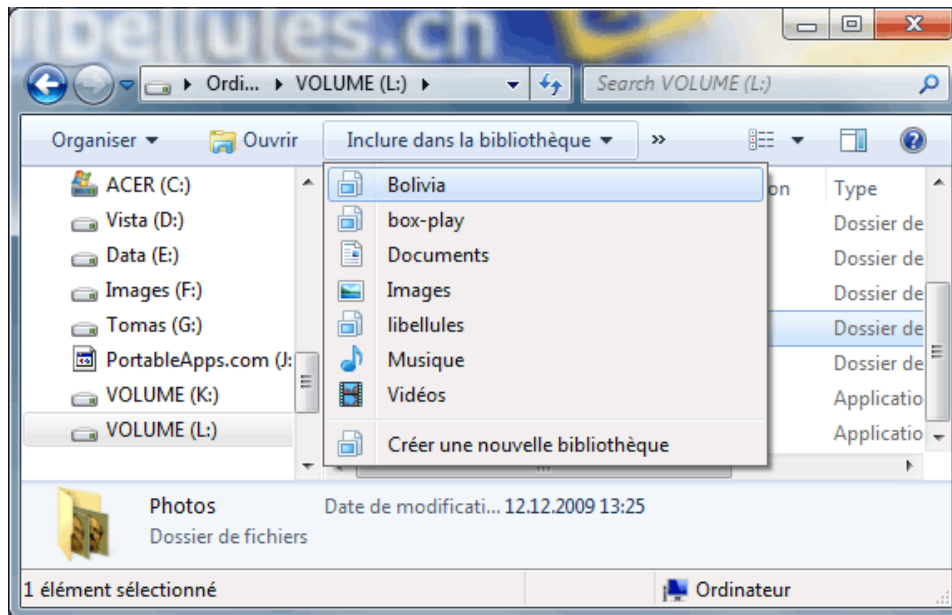 libellules.ch
Ordi... VOLUME (L:)
Search VOLUME (L:)
Organiser
Ouvrir
Inclure dans la bibliothèque
»
ACER (C:)
Vista (D:)
Data (E:)
Images (F:)
Tomas (G:)
PortableApps.com (J:
VOLUME (K:)
VOLUME (L:)
Bolivia
box-play
Documents
Images
libellules
Musique
Vidéos
Créer une nouvelle bibliothèque
on
Type
Dossier de
Dossier de
Dossier de
Dossier de
Dossier de
Applicatio
Applicatio
Photos
Date de modificati... 12.12.2009 13:25
Dossier de fichiers
1 élément sélectionné
Ordinateur